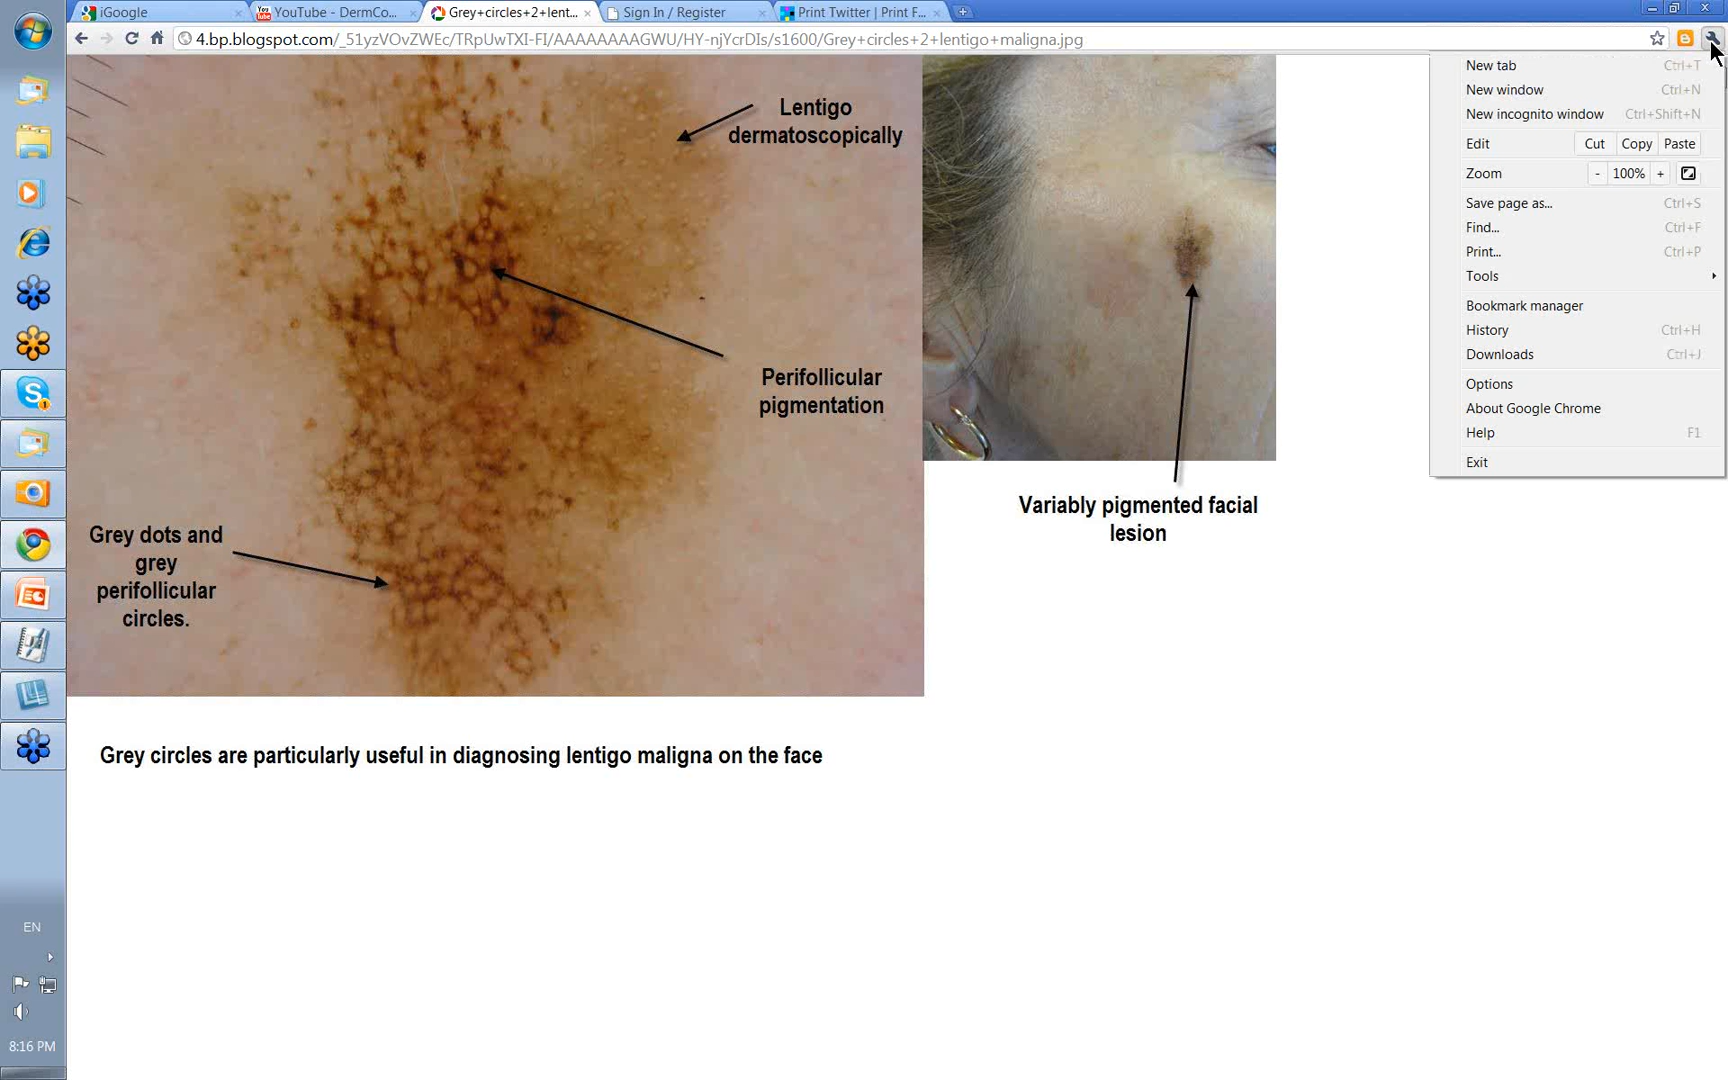 iGoogle
YouTube - DermCo...
Grey+circles+2+lent...
Sign In / Register
Print Twitter | Print F...
4.bp.blogspot.com/_51yzVOvZWEc/TRpUwTXI-FI/AAAAAAAAGWU/HY-njYcrDIs/s1600/Grey+circles+2+lentigo+maligna.jpg
New tab Ctrl+T
New window Ctrl+N
New incognito window Ctrl+Shift+N
Edit Cut Copy Paste
Zoom - 100% +
Save page as... Ctrl+S
Find... Ctrl+F
Print... Ctrl+P
Tools
Bookmark manager
History Ctrl+H
Downloads Ctrl+J
Options
About Google Chrome
Help F1
Exit
Lentigo
dermatoscopically
Perifollicular
pigmentation
Grey dots and
grey
perifollicular
circles.
Variably pigmented facial
lesion
Grey circles are particularly useful in diagnosing lentigo maligna on the face
EN
8:16 PM